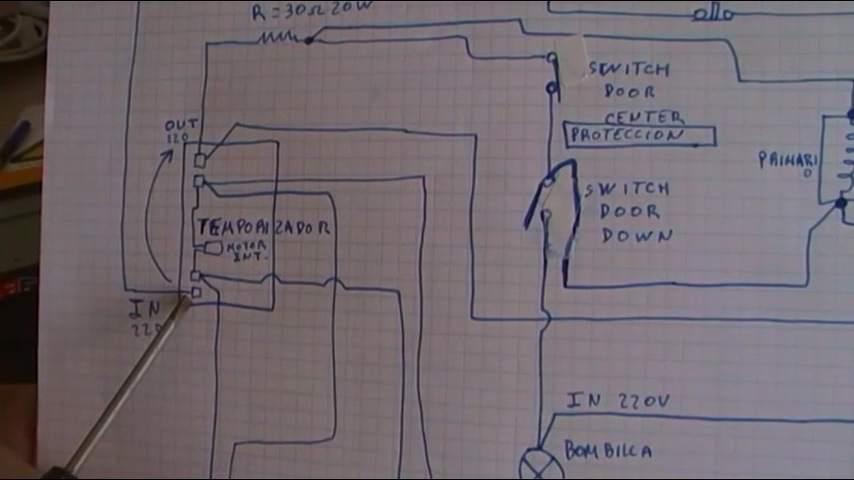 R = 30Ω 20W
SWITCH
DOOR
CENTER
PROTECCION
OUT
PRIMARI
O
SWITCH
DOOR
DOWN
TEMPORIZADOR
MOTOR
INT.
IN
IN 220V
BOMBILLA